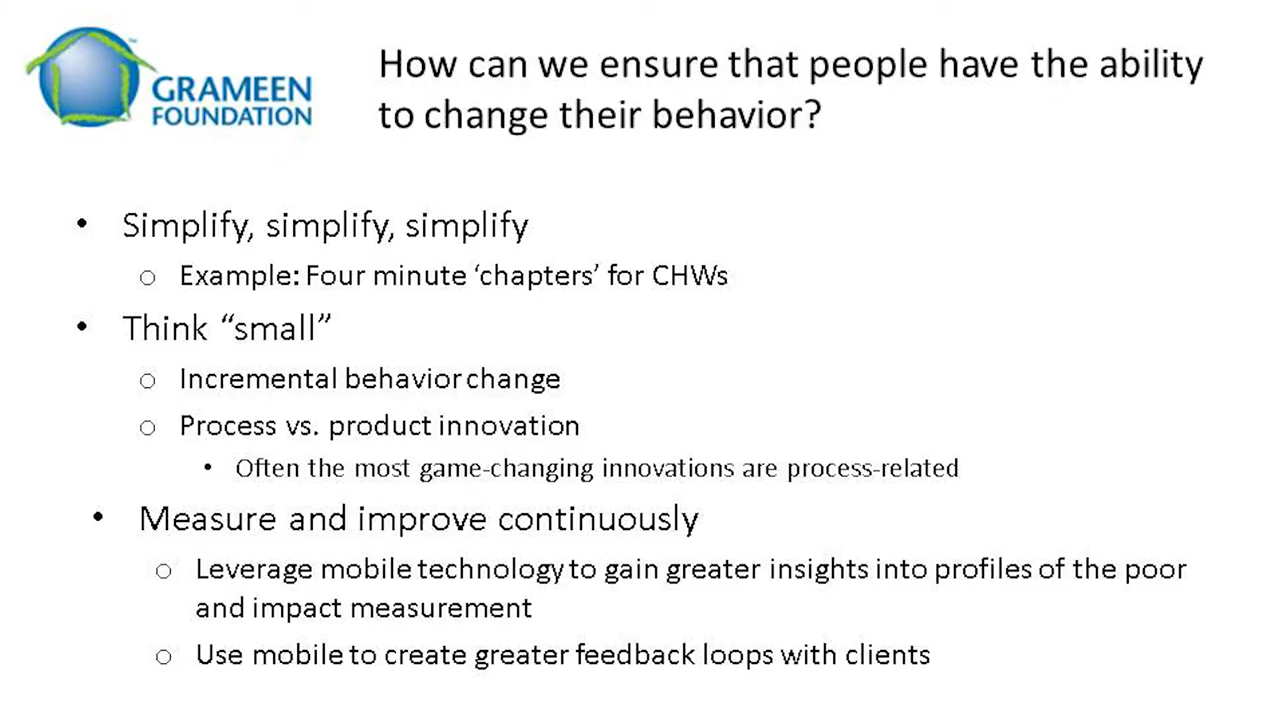 GRAMEEN
FOUNDATION
™
How can we ensure that people have the ability
to change their behavior?
• Simplify, simplify, simplify
o Example: Four minute ‘chapters’ for CHWs
• Think “small”
o Incremental behavior change
o Process vs. product innovation
• Often the most game-changing innovations are process-related
• Measure and improve continuously
o Leverage mobile technology to gain greater insights into profiles of the poor
and impact measurement
o Use mobile to create greater feedback loops with clients